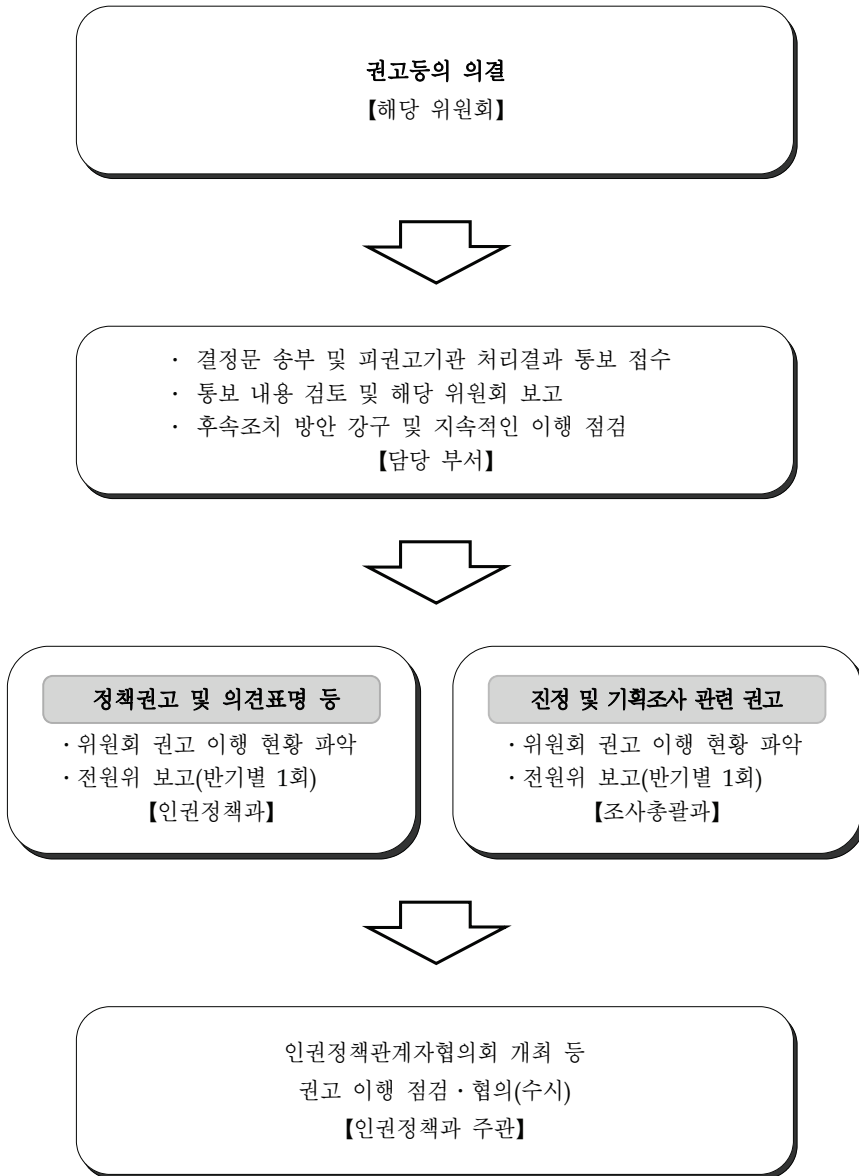 권고등의 의결
【해당 위원회】
· 결정문 송부 및 피권고기관 처리결과 통보 접수
· 통보 내용 검토 및 해당 위원회 보고
· 후속조치 방안 강구 및 지속적인 이행 점검
【담당 부서】
정책권고 및 의견표명 등
· 위원회 권고 이행 현황 파악
· 전원위 보고(반기별 1회)
【인권정책과】
진정 및 기획조사 관련 권고
· 위원회 권고 이행 현황 파악
· 전원위 보고(반기별 1회)
【조사총괄과】
인권정책관계자협의회 개최 등
권고 이행 점검 · 협의(수시)
【인권정책과 주관】